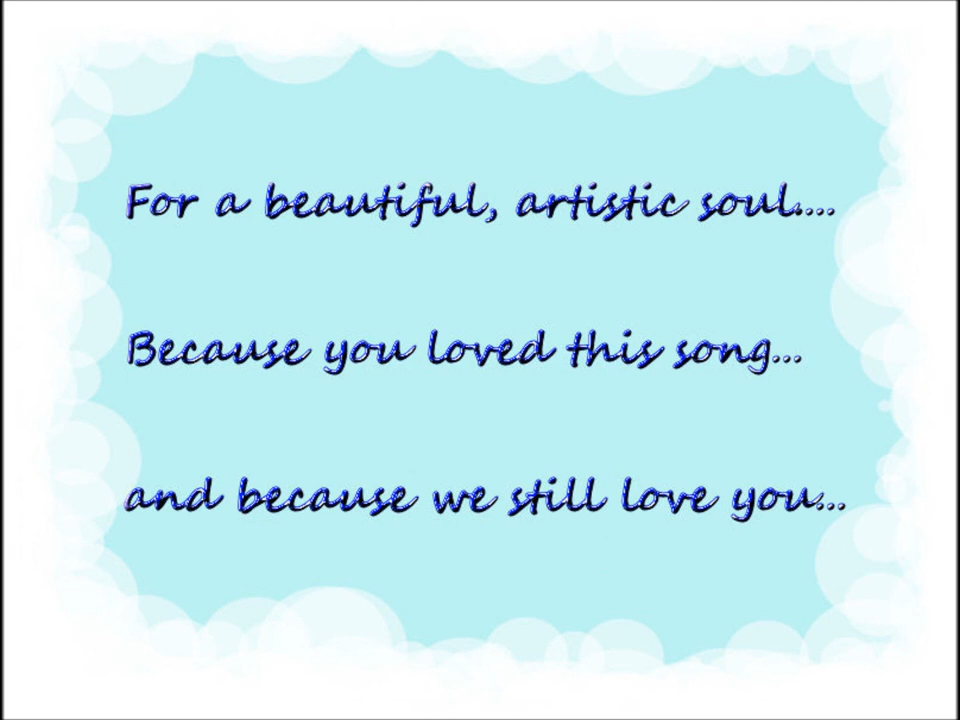 For a beautiful, artistic soul....
Because you loved this song...
and because we still love you...